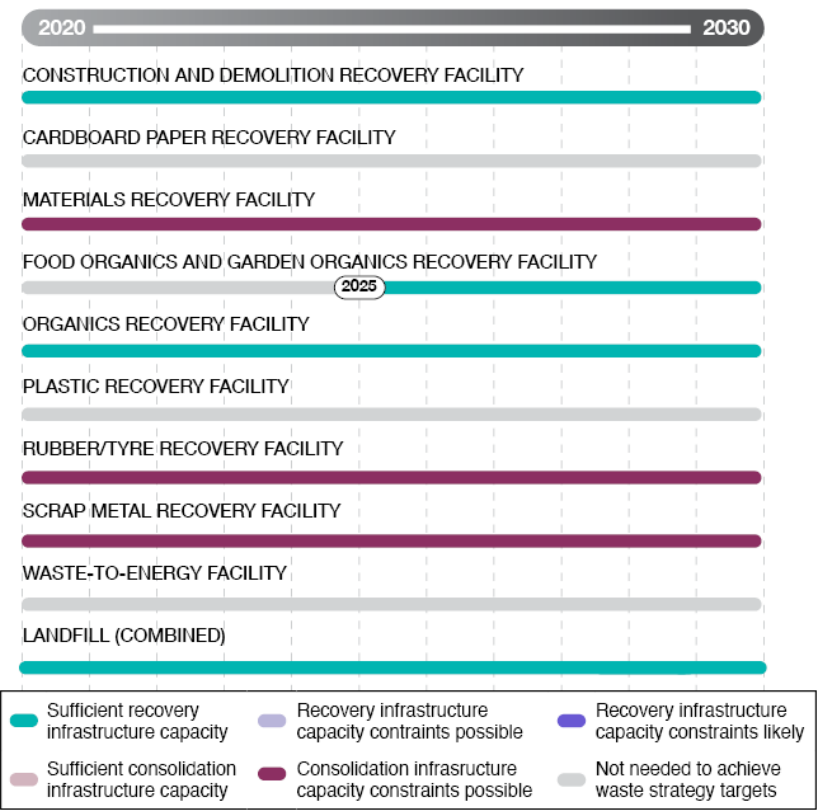 2020 2030
CONSTRUCTION AND DEMOLITION RECOVERY FACILITY
CARDBOARD PAPER RECOVERY FACILITY
MATERIALS RECOVERY FACILITY
FOOD ORGANICS AND GARDEN ORGANICS RECOVERY FACILITY
2025
ORGANICS RECOVERY FACILITY
PLASTIC RECOVERY FACILITY
RUBBER/TYRE RECOVERY FACILITY
SCRAP METAL RECOVERY FACILITY
WASTE-TO-ENERGY FACILITY
LANDFILL (COMBINED)
Sufficient recovery
infrastructure capacity
Recovery infrastructure
capacity contraints possible
Recovery infrastructure
capacity constraints likely
Sufficient consolidation
infrastructure capacity
Consolidation infrasructure
capacity constraints possible
Not needed to achieve
waste strategy targets